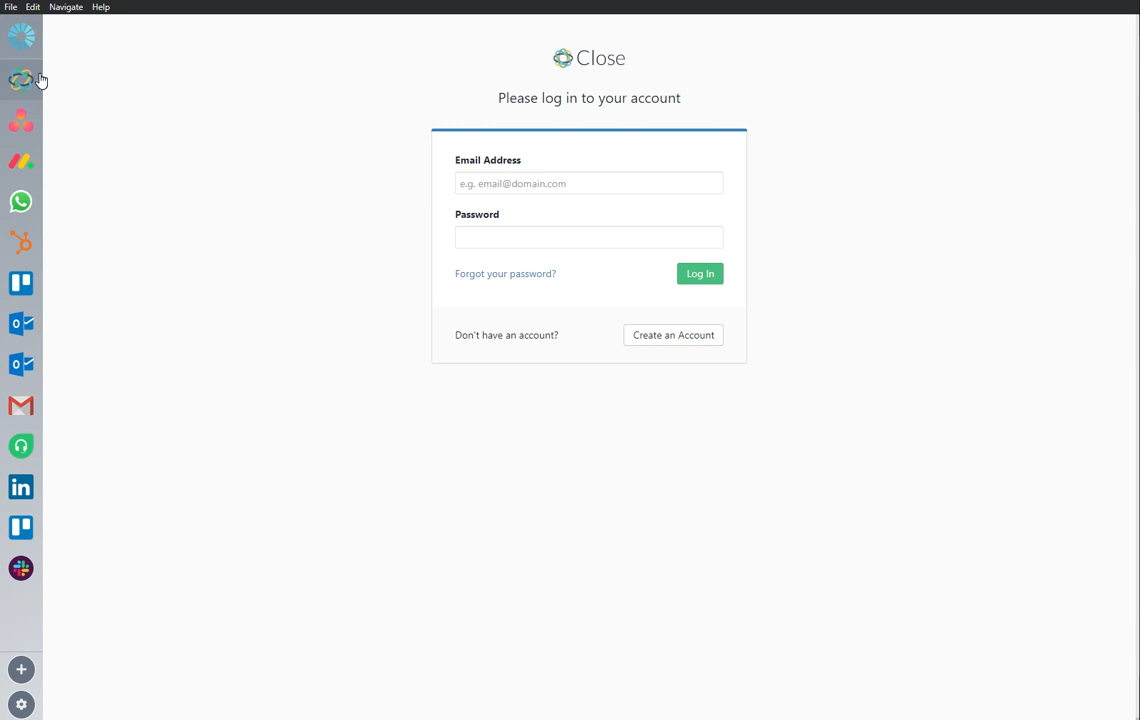 File Edit Navigate Help
Close
Please log in to your account
Email Address
e.g. email@domain.com
Password
Forgot your password?
Log In
Don't have an account?
Create an Account